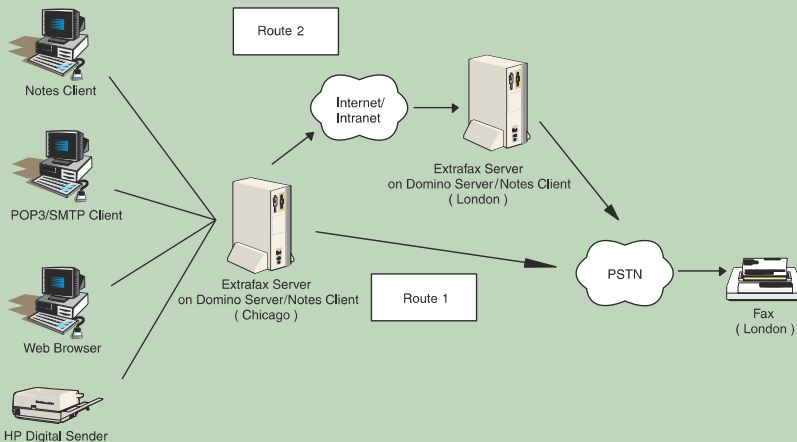 Route 2
Notes Client
Internet/
Intranet
POP3/SMTP Client
Extrafax Server
on Domino Server/Notes Client
( London )
Extrafax Server
on Domino Server/Notes Client
( Chicago )
Route 1
PSTN
Fax
( London )
Web Browser
HP Digital Sender